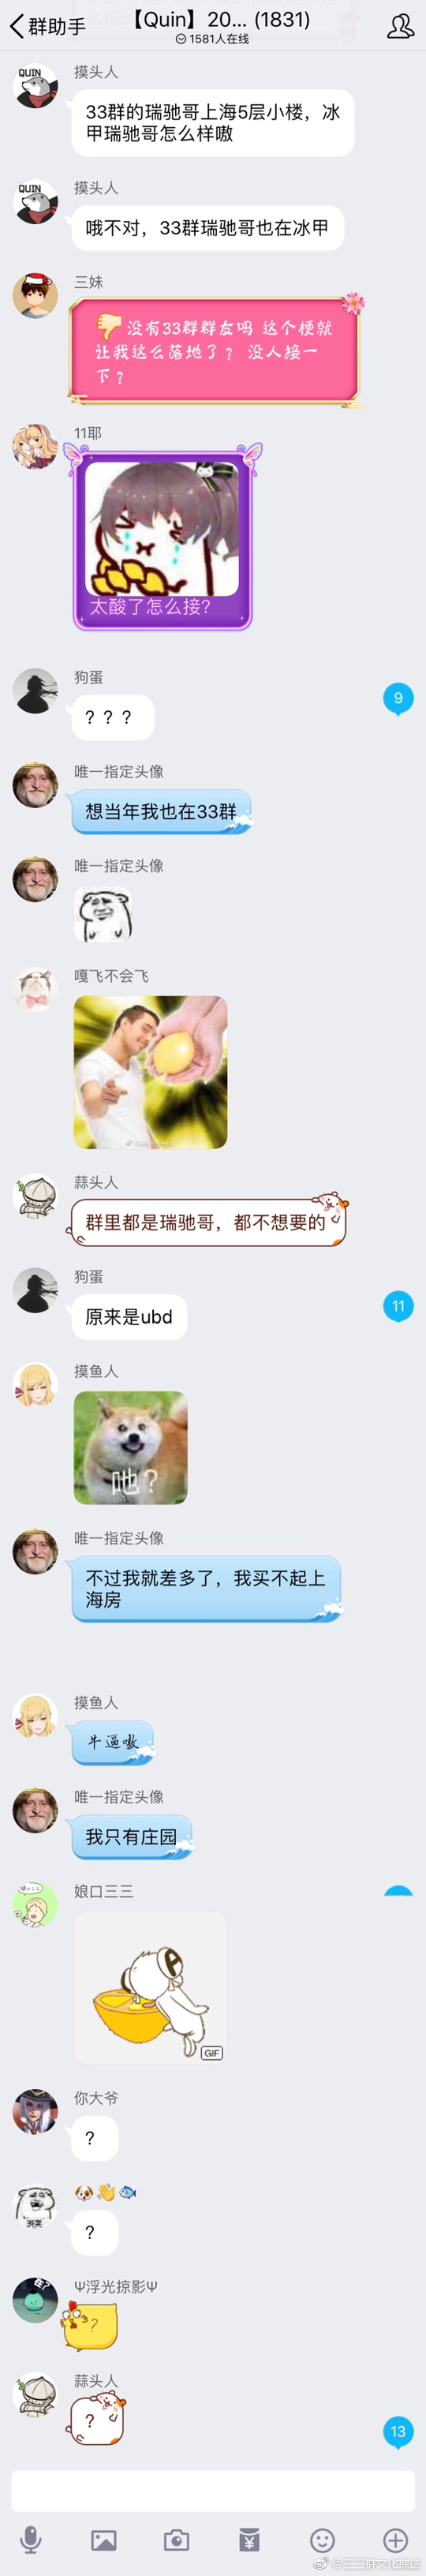 群助手
【Quin】20... (1831)
1581人在线
QUIN
摸头人
33群的瑞驰哥上海5层小楼，冰
甲瑞驰哥怎么样嗷
QUIN
摸头人
哦不对，33群瑞驰哥也在冰甲
三妹
👎没有33群群友吗 这个梗就
让我这么落地了？ 没人接一
下？
11耶
太酸了怎么接?
狗蛋
？？？
9
唯一指定头像
想当年我也在33群
唯一指定头像
嘎飞不会飞
蒜头人
群里都是瑞驰哥，都不想要的
狗蛋
原来是ubd
11
摸鱼人
吔？
唯一指定头像
不过我就差多了，我买不起上
海房
摸鱼人
牛逼嗷
唯一指定头像
我只有庄园
娘口三三
A
GIF
你大爷
？
🐶👋🐟
？
Ψ浮光掠影Ψ
？
蒜头人
？
13